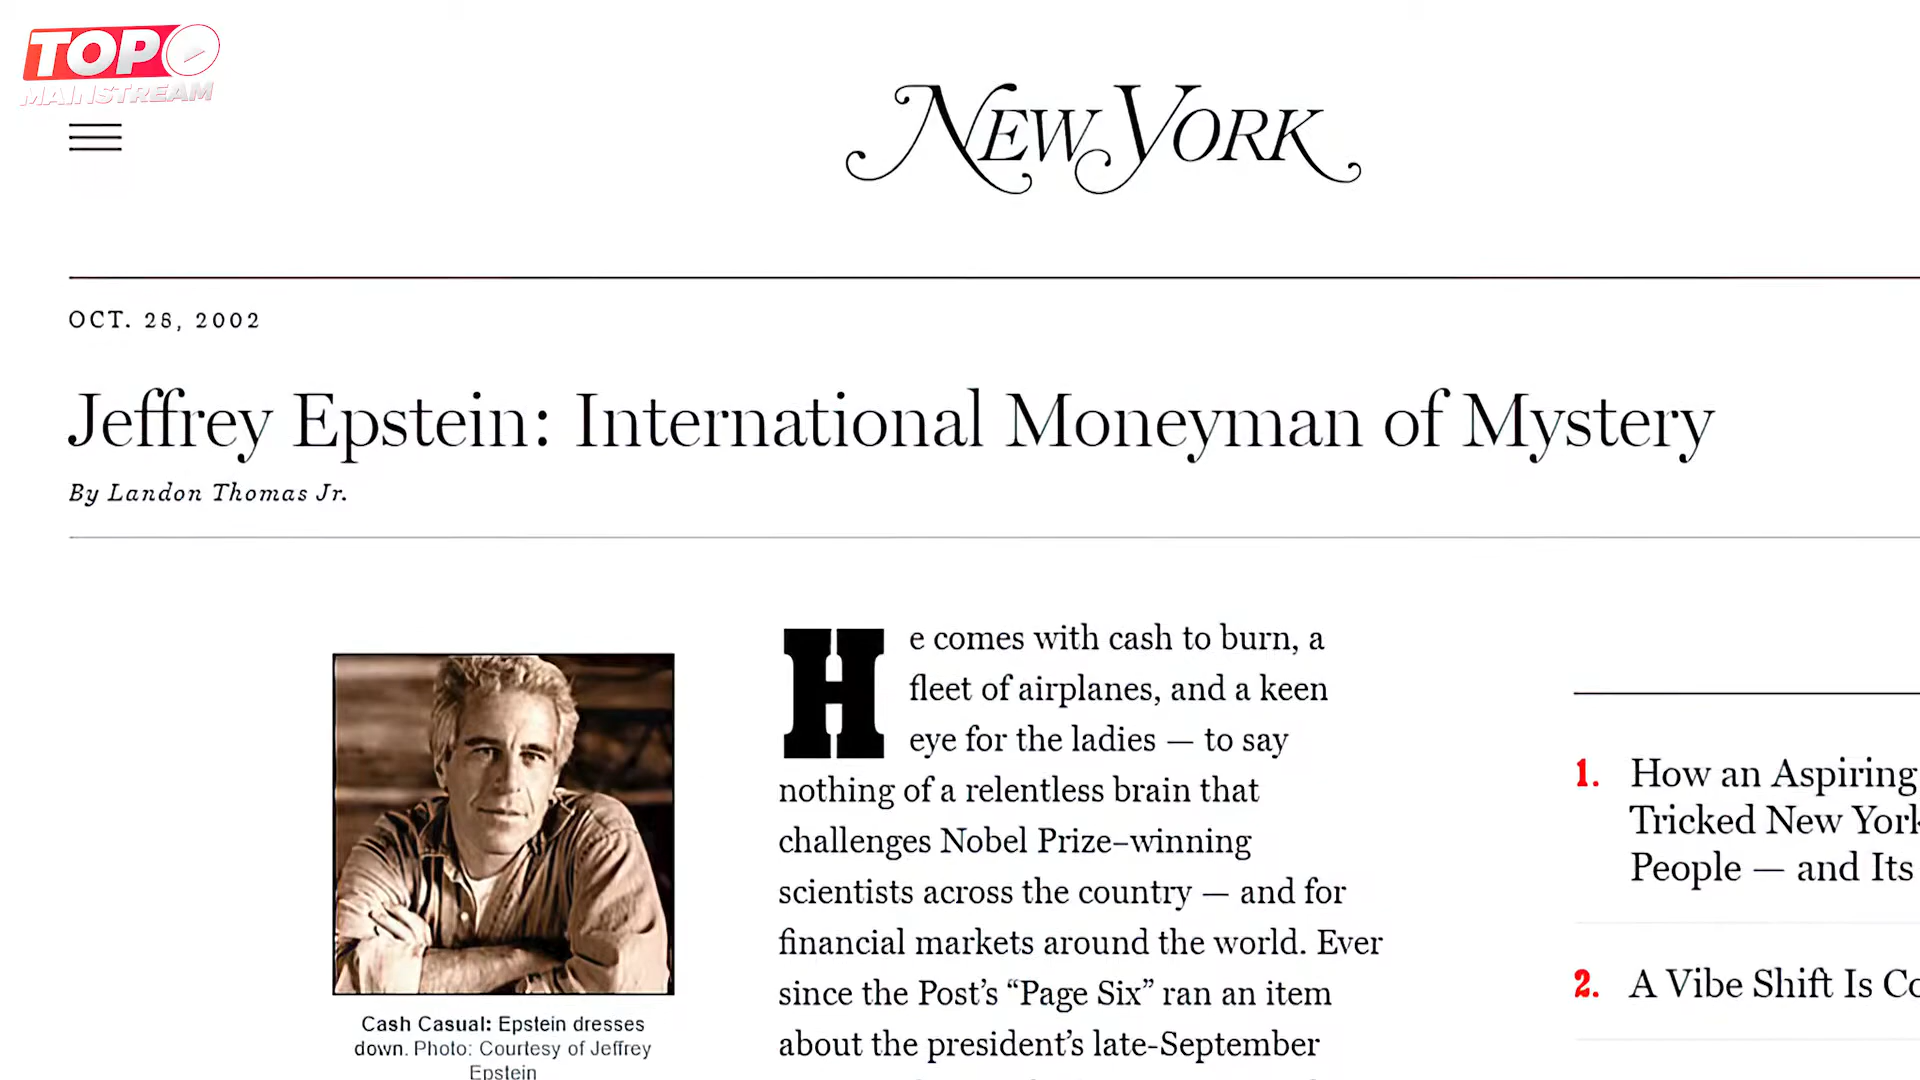 TOP
MAINSTREAM
NEW YORK
OCT. 28, 2002
Jeffrey Epstein: International Moneyman of Mystery
By Landon Thomas Jr.
He comes with cash to burn, a
fleet of airplanes, and a keen
eye for the ladies — to say
nothing of a relentless brain that
challenges Nobel Prize–winning
scientists across the country — and for
financial markets around the world. Ever
since the Post’s “Page Six” ran an item
about the president’s late-September
Cash Casual: Epstein dresses
down. Photo: Courtesy of Jeffrey
Epstein
1. How an Aspiring
Tricked New York
People — and Its
2. A Vibe Shift Is Co